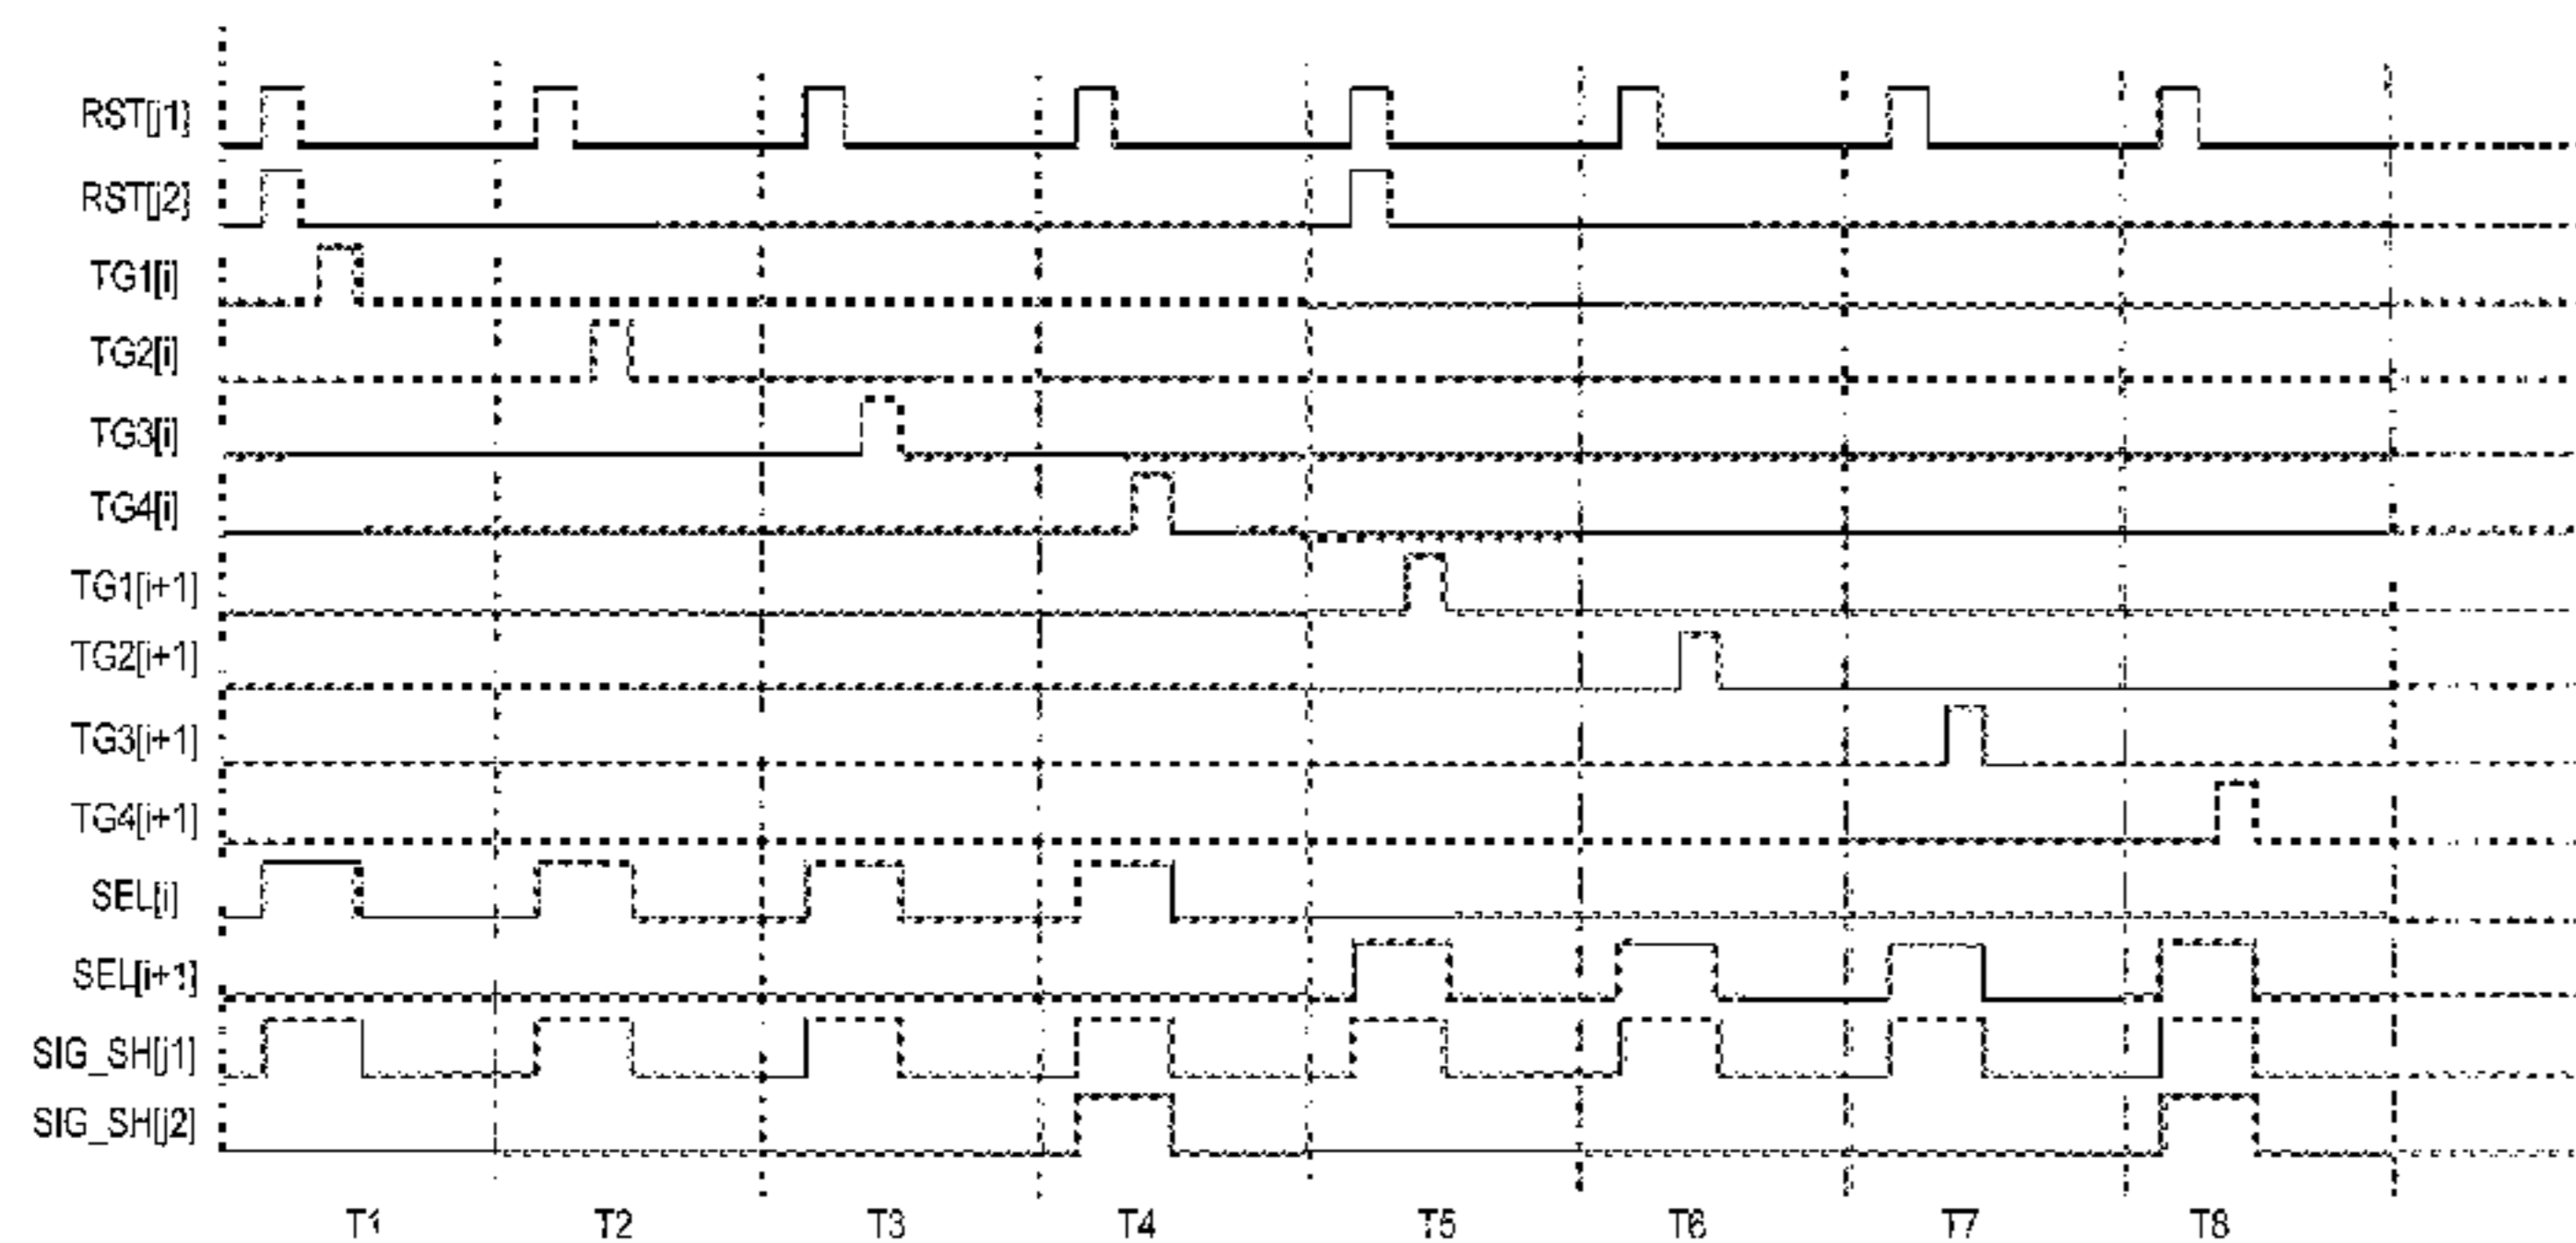 RST[j1]
RST[j2]
TG1[i]
TG2[i]
TG3[i]
TG4[i]
TG1[i+1]
TG2[i+1]
TG3[i+1]
TG4[i+1]
SEL[i]
SEL[i+1]
SIG_SH[j1]
SIG_SH[j2]
T1 T2 T3 T4 T5 T6 T7 T8